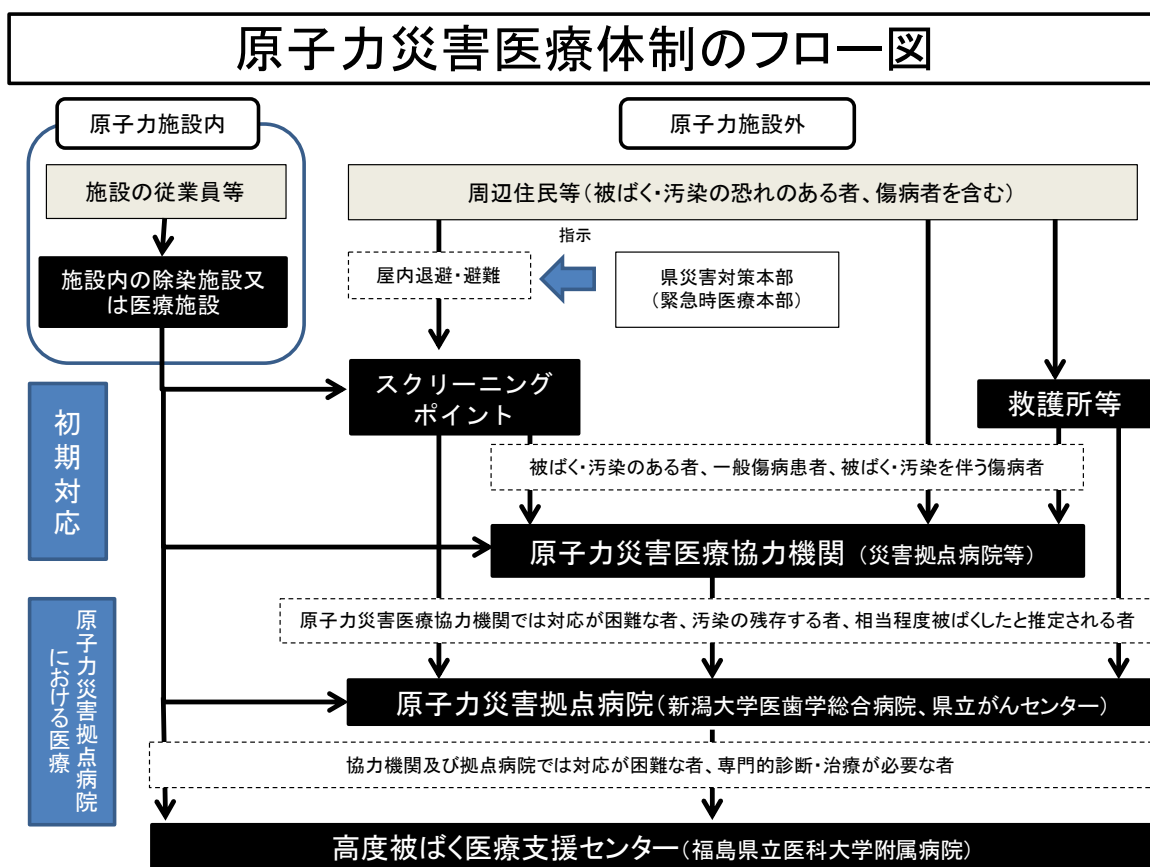 原子力災害医療体制のフロー図
原子力施設内
原子力施設外
施設の従業員等
周辺住民等（被ばく・汚染の恐れのある者、傷病者を含む）
指示
施設内の除染施設又
は医療施設
屋内退避・避難
県災害対策本部
（緊急時医療本部）
スクリーニング
ポイント
救護所等
初期対応
被ばく・汚染のある者、一般傷病患者、被ばく・汚染を伴う傷病者
原子力災害医療協力機関（災害拠点病院等）
原子力災害拠点病院
における医療
原子力災害医療協力機関では対応が困難な者、汚染の残存する者、相当程度被ばくしたと推定される者
原子力災害拠点病院（新潟大学医歯学総合病院、県立がんセンター）
協力機関及び拠点病院では対応が困難な者、専門的診断・治療が必要な者
高度被ばく医療支援センター（福島県立医科大学附属病院）